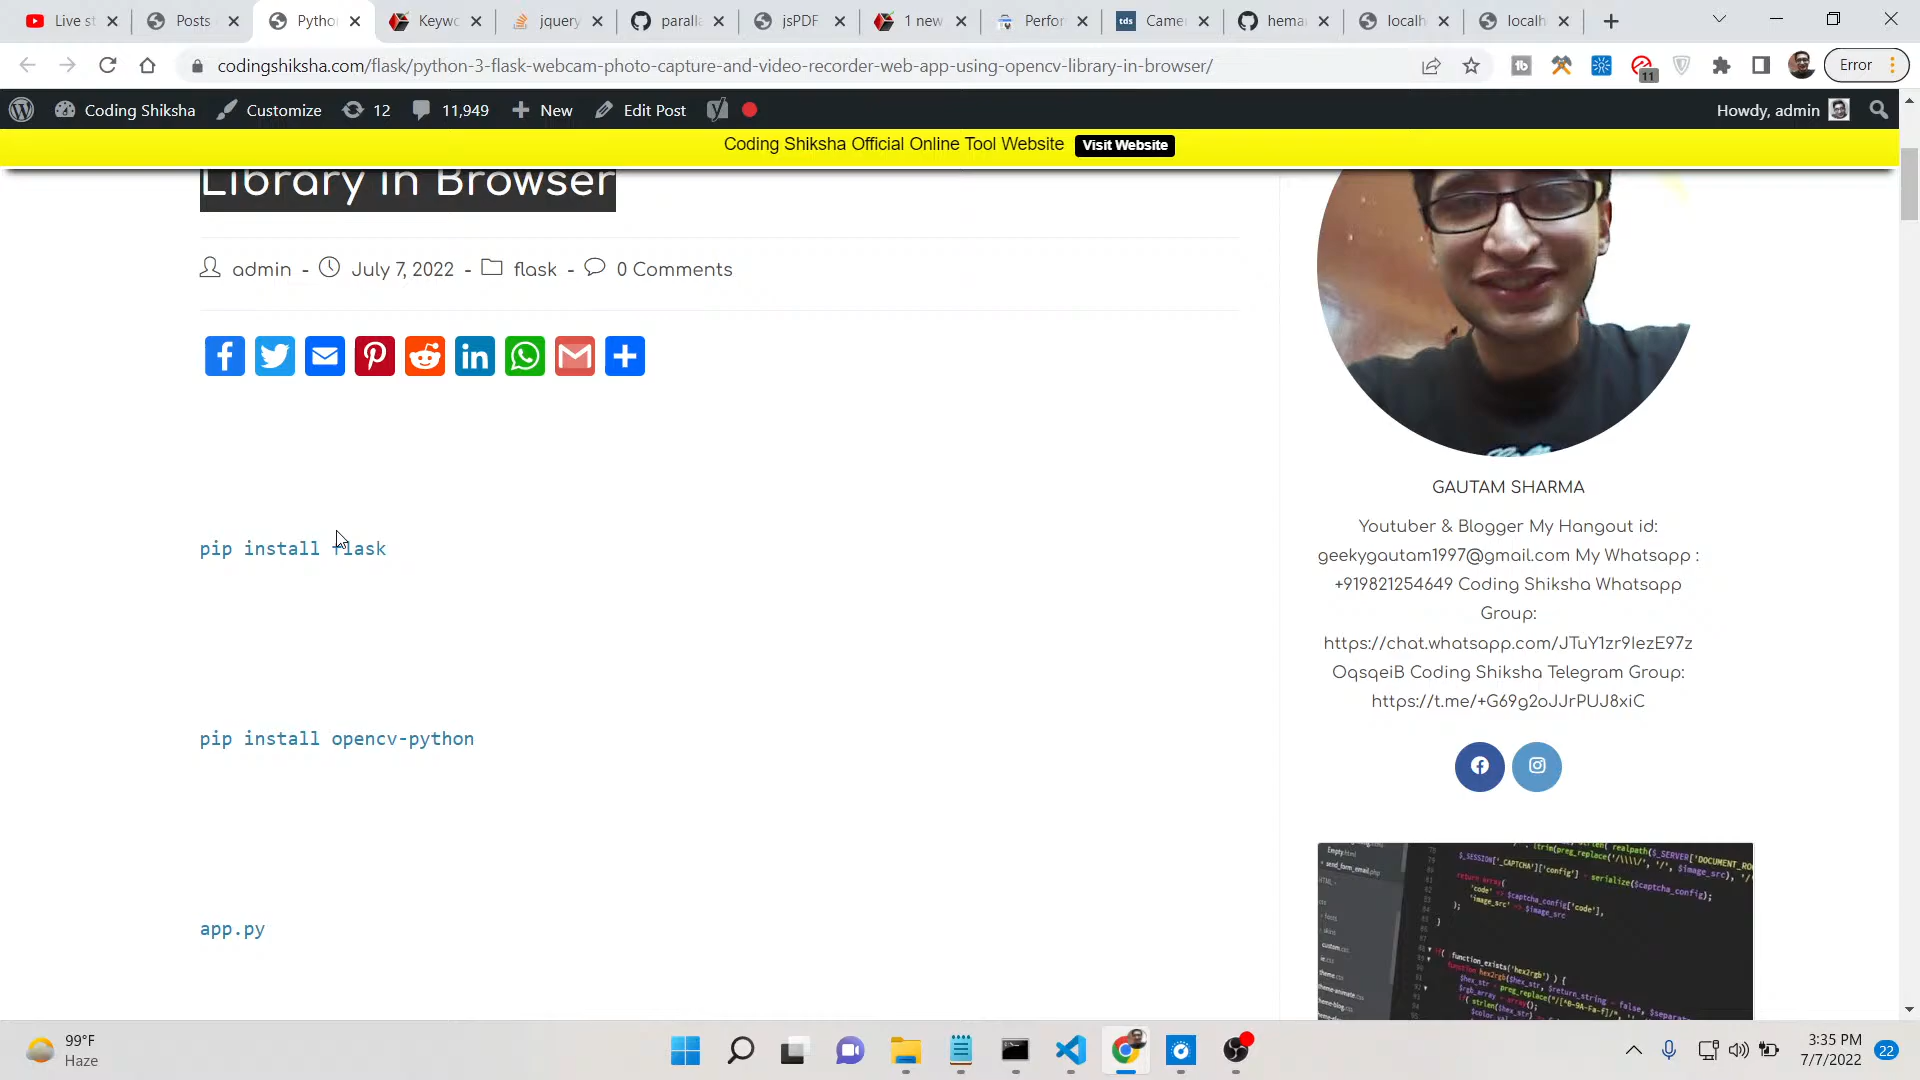 Live st
Posts
Pytho
Keywo
jquery
paralla
jsPDF
1 new
Perfor
tds
Came
hema
localh
localh
codingshiksha.com/flask/python-3-flask-webcam-photo-capture-and-video-recorder-web-app-using-opencv-library-in-browser/
11
Error
Coding Shiksha
Customize
12
11,949
New
Edit Post
Howdy, admin
Coding Shiksha Official Online Tool Website
Visit Website
Library in Browser
admin - July 7, 2022 - flask - 0 Comments
pip install flask
pip install opencv-python
app.py
GAUTAM SHARMA
Youtuber & Blogger My Hangout id:
geekygautam1997@gmail.com My Whatsapp :
+919821254649 Coding Shiksha Whatsapp
Group:
https://chat.whatsapp.com/JTuY1zr9IezE97z
OqsqeiB Coding Shiksha Telegram Group:
https://t.me/+G69g2oJJrPUJ8xiC
99°F
Haze
3:35 PM
7/7/2022
22